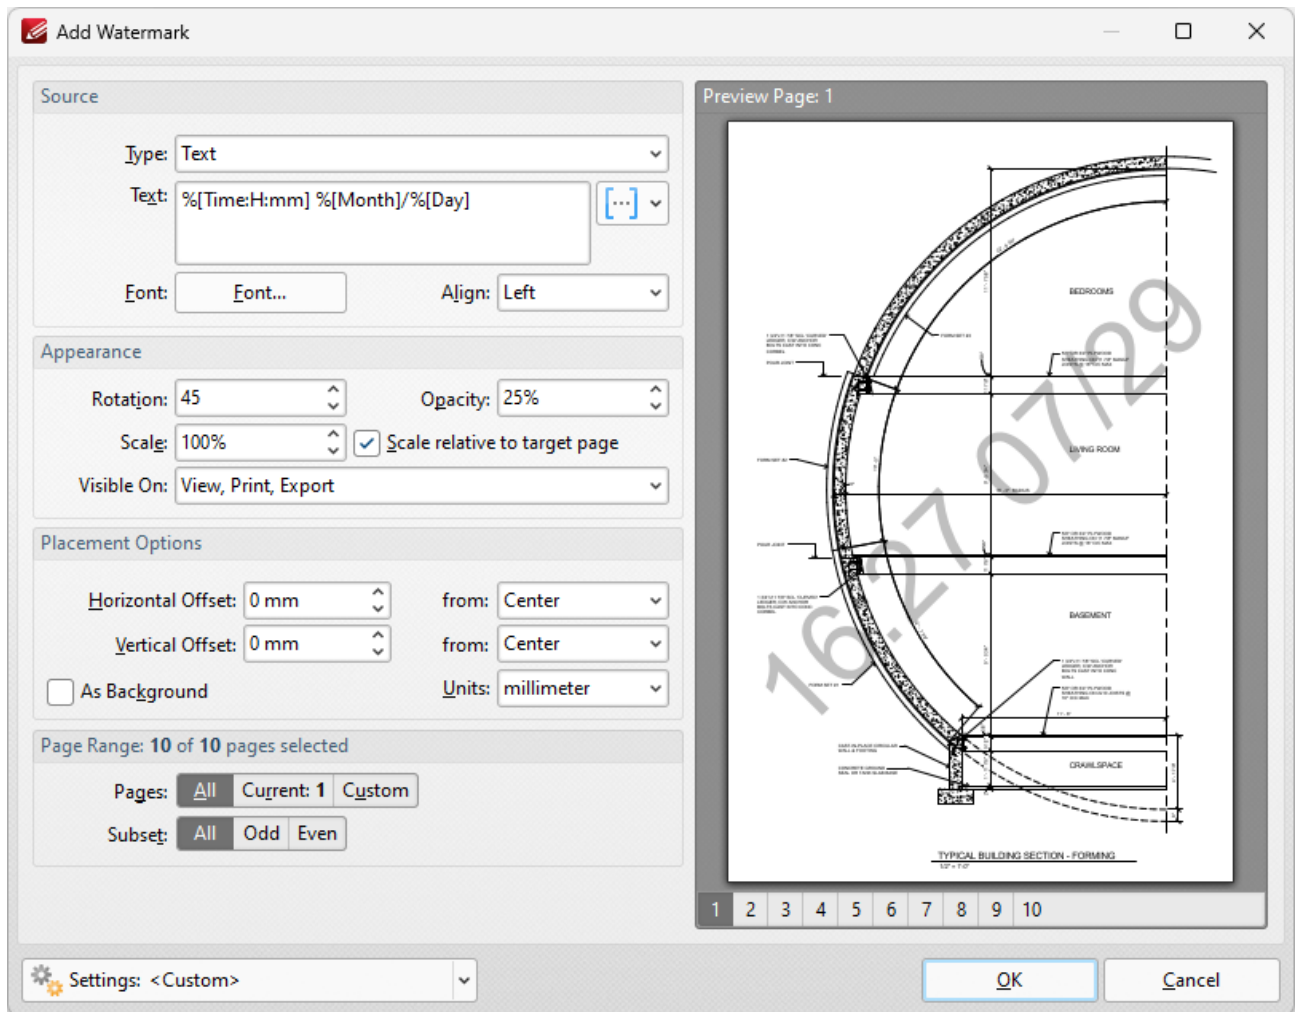 Add Watermark
Source
Type: Text
Text: %[Time:H:mm] %[Month]/%[Day]
Font: Font...
Align: Left
Appearance
Rotation: 45
Opacity: 25%
Scale: 100%
Scale relative to target page
Visible On: View, Print, Export
Placement Options
Horizontal Offset: 0 mm
from: Center
Vertical Offset: 0 mm
from: Center
As Background
Units: millimeter
Page Range: 10 of 10 pages selected
Pages: All Current: 1 Custom
Subset: All Odd Even
Preview Page: 1
BEDROOMS
LIVING ROOM
BASEMENT
CRAWLSPACE
16:27 07/29
TYPICAL BUILDING SECTION - FORMING
1 2 3 4 5 6 7 8 9 10
Settings: <Custom>
OK
Cancel